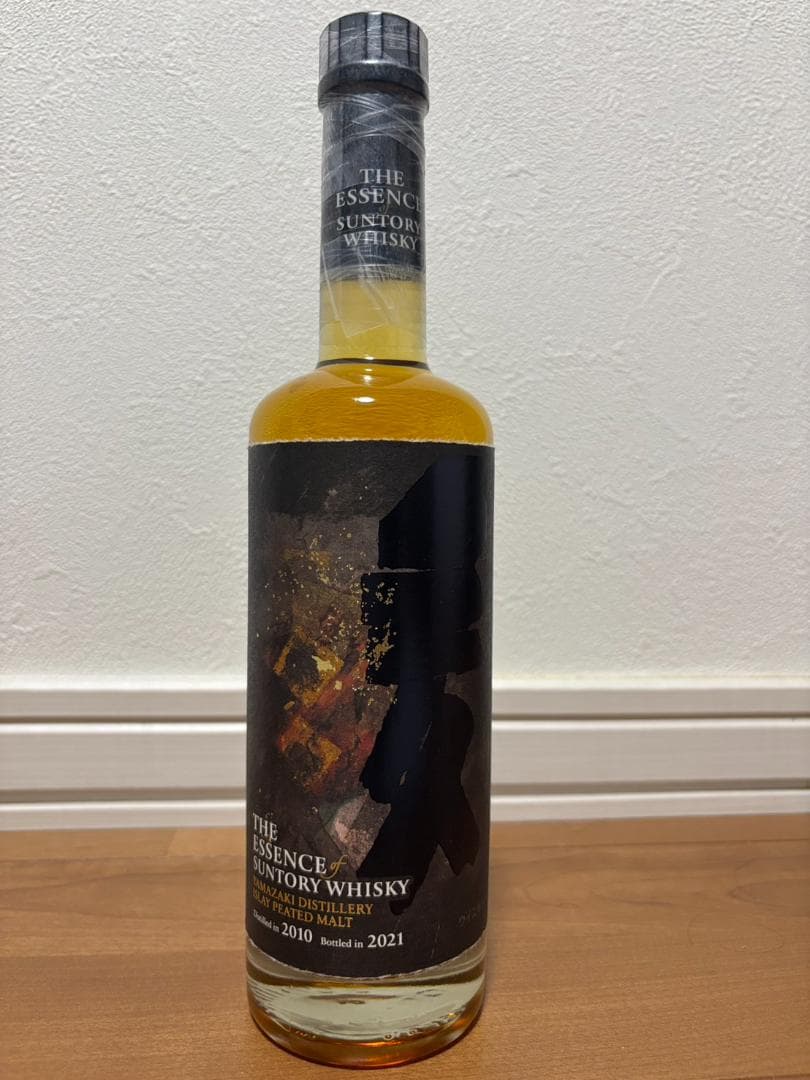 THE
ESSENCE
of
SUNTORY
WHISKY
THE
ESSENCE of
SUNTORY WHISKY
YAMAZAKI DISTILLERY
ISLAY PEATED MALT
Distilled in 2010 Bottled in 2021